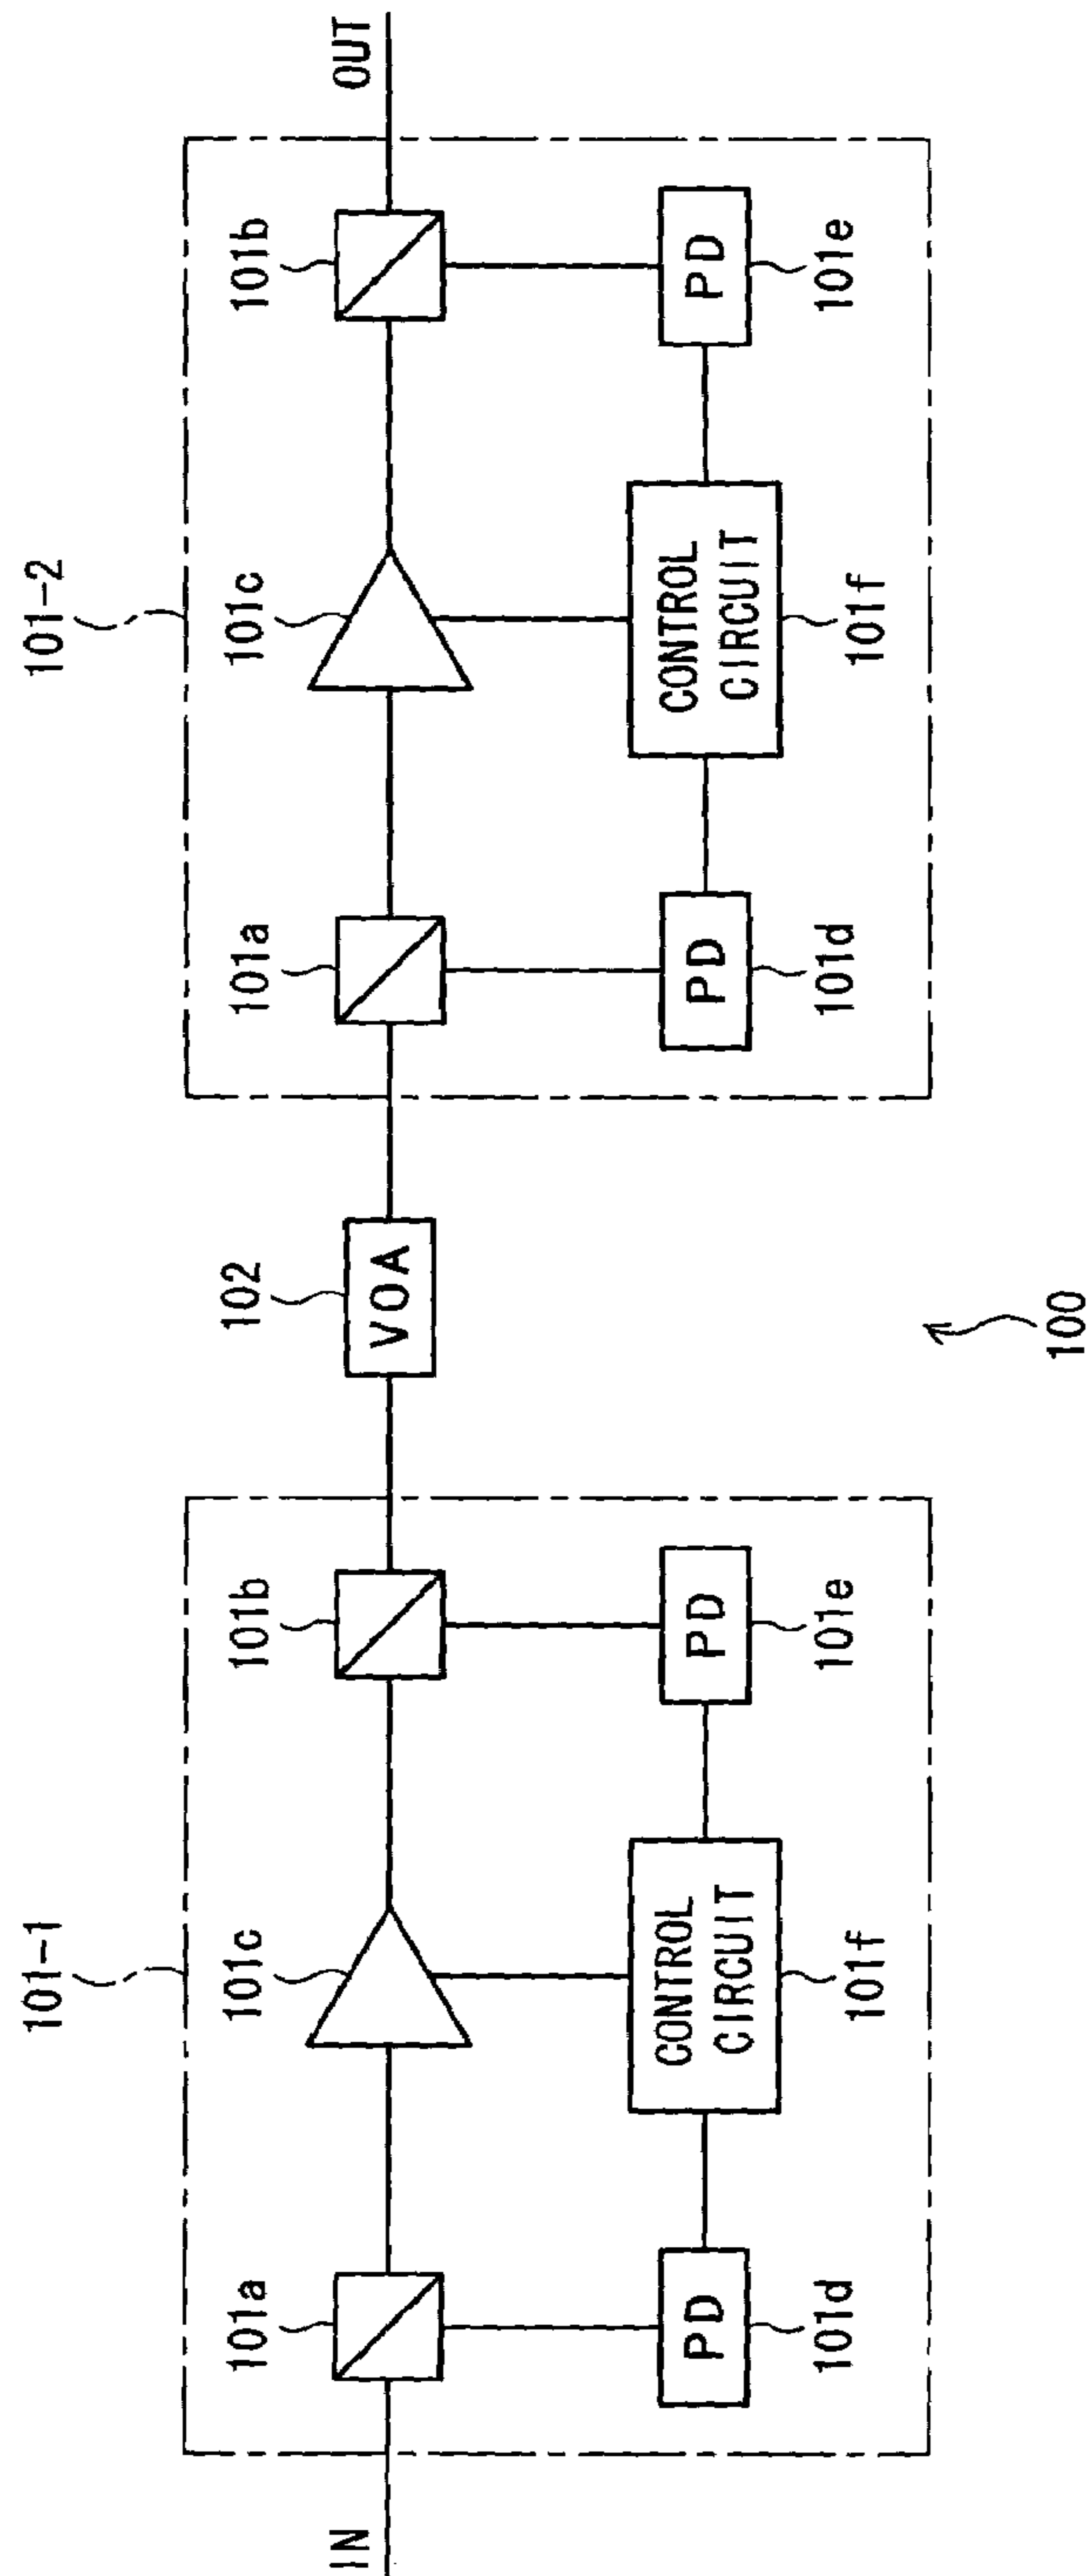 101-1
101-2
IN
101a
101c
101b
102
VOA
101a
101c
101b
OUT
PD
101d
CONTROL
CIRCUIT
101f
PD
101e
PD
101d
CONTROL
CIRCUIT
101f
PD
101e
100